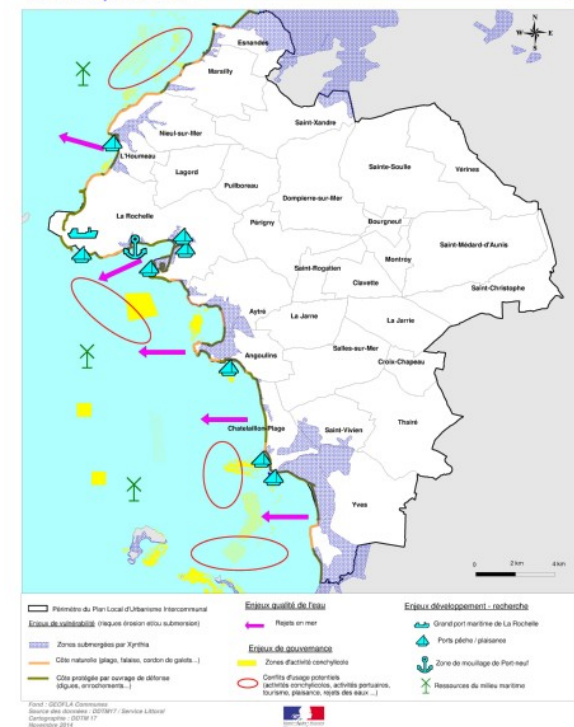 N
W E
S
Esnandes
Marsilly
Saint-Xandre
Nieul-sur-Mer
L'Houmeau
Sainte-Soulle
Vérines
Lagord
Puilboreau
Dompierre-sur-Mer
La Rochelle
Périgny
Bourgneuf
Saint-Médard-d'Aunis
Montroy
Saint-Rogatien
Clavette
Saint-Christophe
Aytré
La Jarne
La Jarrie
Salles-sur-Mer
Angoulins
Croix-Chapeau
Châtelaillon-Plage
Saint-Vivien
Thairé
Yves
0 2 km 4 km
Périmètre du Plan Local d'Urbanisme Intercommunal
Enjeux de vulnérabilité (risques érosion et/ou submersion)
Zones submergées par Xynthia
Côte naturelle (plage, falaise, cordon de galets...)
Côte protégée par ouvrage de défense
(digues, enrochements...)
Enjeux qualité de l'eau
Rejets en mer
Enjeux de gouvernance
Zones d'activité conchylicole
Conflits d'usage potentiels
(activités conchylicoles, activités portuaires,
tourisme, plaisance, rejets des eaux ...)
Enjeux développement - recherche
Grand port maritime de La Rochelle
Ports pêche / plaisance
Zone de mouillage de Port-neuf
Ressources du milieu maritime
Fond : GEOFLA Communes
Source des données : DDTM17 / Service Littoral
Cartographie : DDTM 17
Novembre 2014